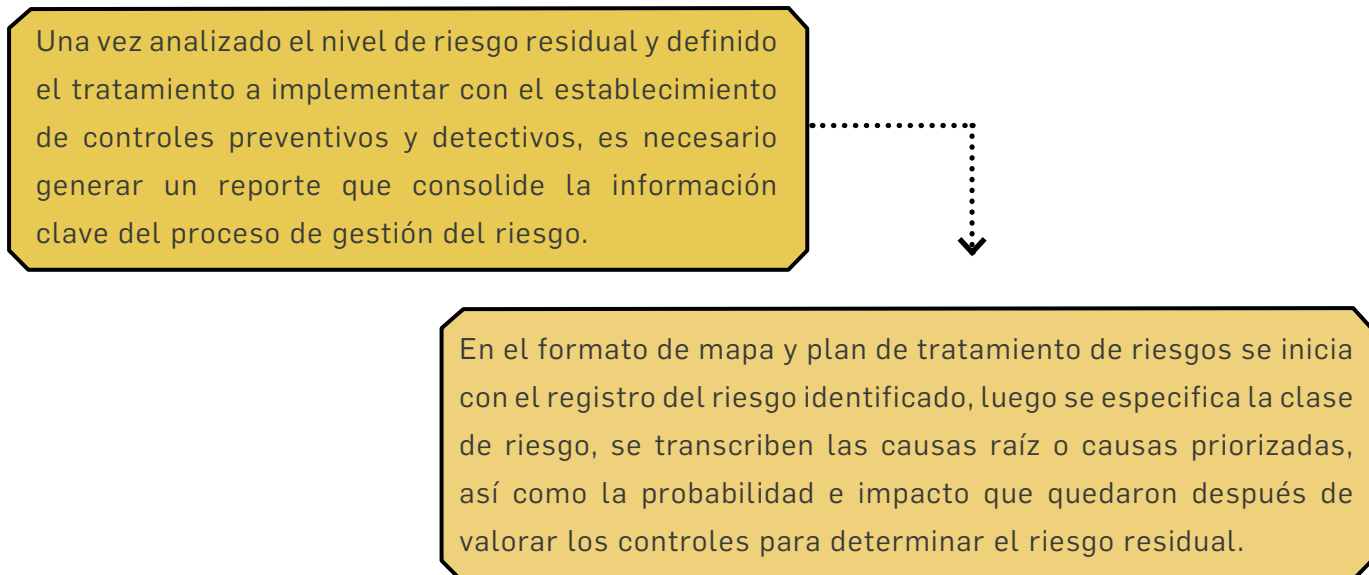 Una vez analizado el nivel de riesgo residual y definido
el tratamiento a implementar con el establecimiento
de controles preventivos y detectivos, es necesario
generar un reporte que consolide la información
clave del proceso de gestión del riesgo.
En el formato de mapa y plan de tratamiento de riesgos se inicia
con el registro del riesgo identificado, luego se especifica la clase
de riesgo, se transcriben las causas raíz o causas priorizadas,
así como la probabilidad e impacto que quedaron después de
valorar los controles para determinar el riesgo residual.